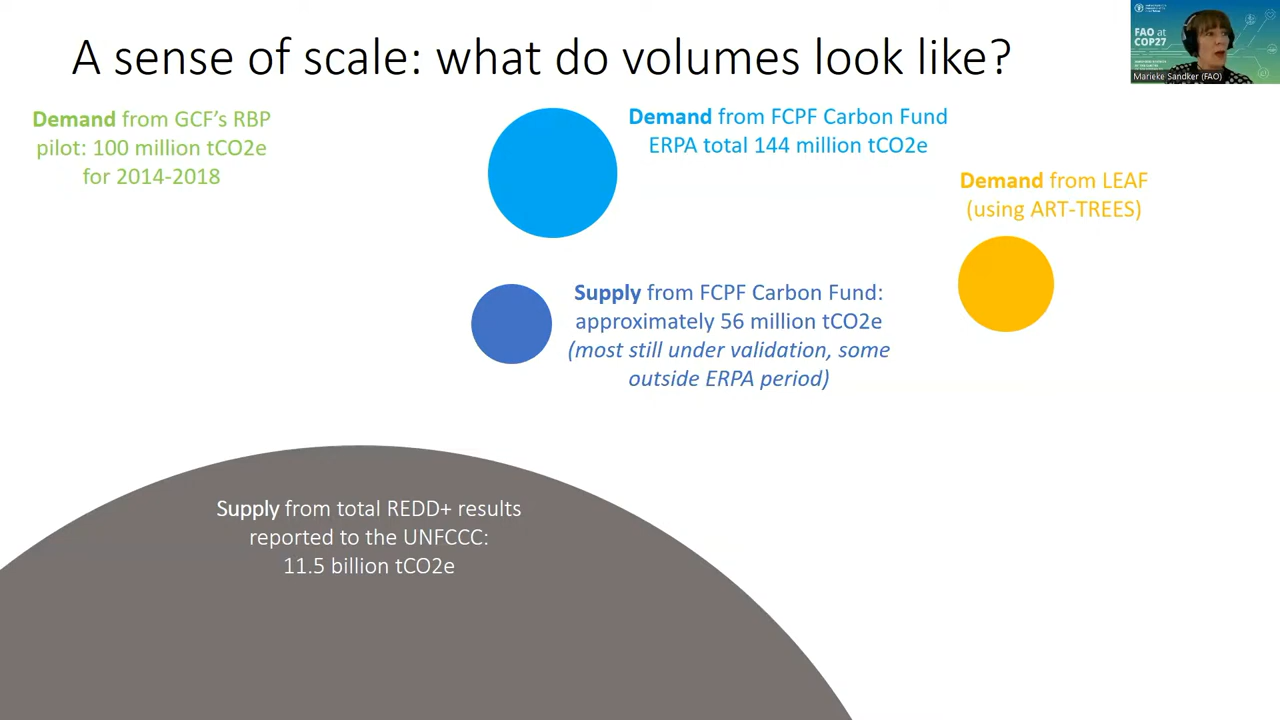 A sense of scale: what do volumes look like?
Demand from GCF's RBP
pilot: 100 million tCO2e
for 2014-2018
Demand from FCPF Carbon Fund
ERPA total 144 million tCO2e
Demand from LEAF
(using ART-TREES)
Supply from FCPF Carbon Fund:
approximately 56 million tCO2e
(most still under validation, some
outside ERPA period)
Supply from total REDD+ results
reported to the UNFCCC:
11.5 billion tCO2e
FAO at
COP27
Marieke Sandker (FAO)